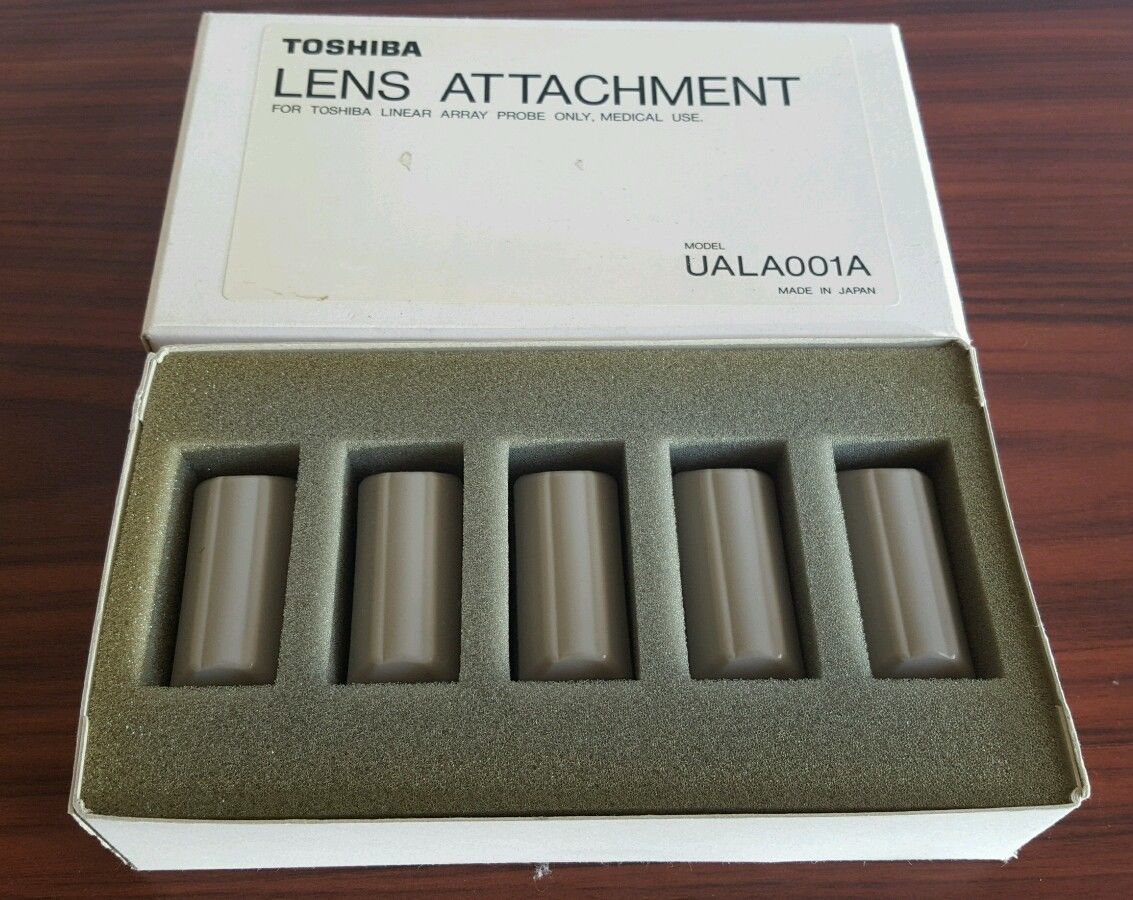 TOSHIBA
LENS ATTACHMENT
FOR TOSHIBA LINEAR ARRAY PROBE ONLY, MEDICAL USE.
MODEL
UALA001A
MADE IN JAPAN